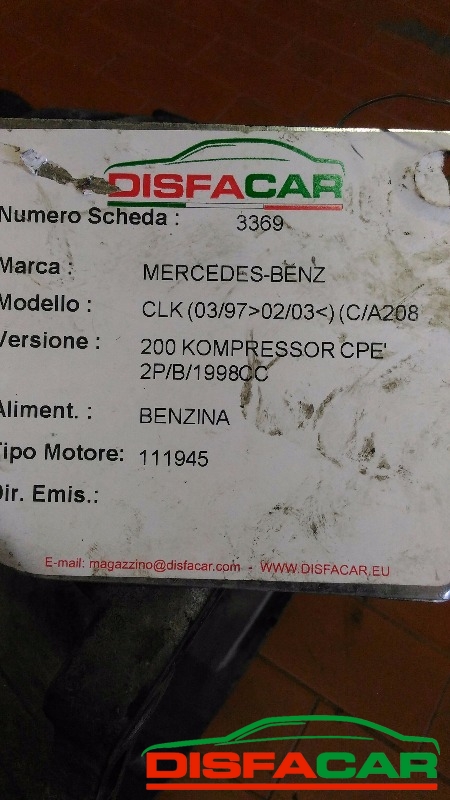 DISFACAR
Numero Scheda : 3369
Marca : MERCEDES-BENZ
Modello : CLK (03/97>02/03<) (C/A208
Versione : 200 KOMPRESSOR CPE'
2P/B/1998CC
Aliment. : BENZINA
Tipo Motore: 111945
Dir. Emis.:
E-mail: magazzino@disfacar.com - WWW.DISFACAR.EU
DISFACAR